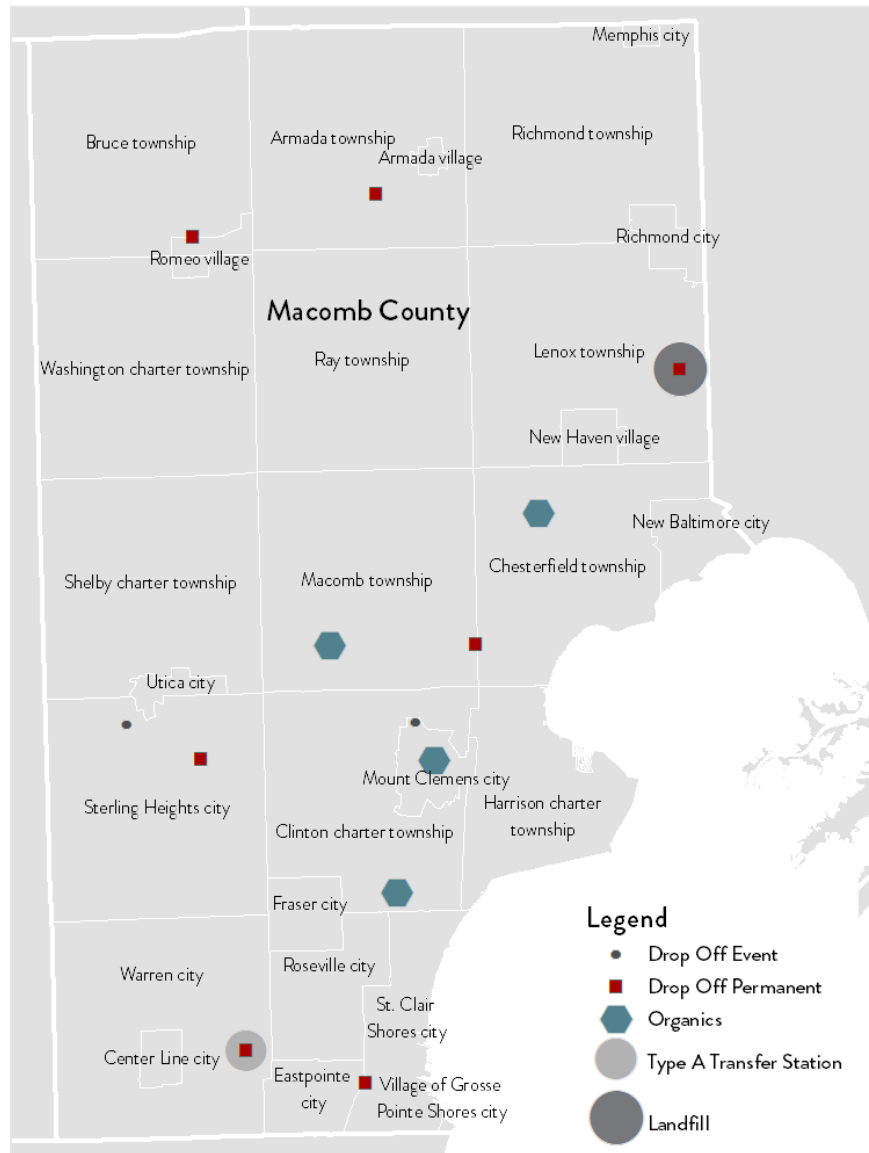 Memphis city
Bruce township
Armada township
Richmond township
Armada village
Richmond city
Romeo village
Macomb County
Lenox township
Ray township
Washington charter township
New Haven village
New Baltimore city
Chesterfield township
Shelby charter township
Macomb township
Utica city
Mount Clemens city
Sterling Heights city
Harrison charter
township
Clinton charter township
Fraser city
Warren city
Roseville city
St. Clair
Shores city
Center Line city
Eastpointe
city
Village of Grosse
Pointe Shores city
Legend
Drop Off Event
Drop Off Permanent
Organics
Type A Transfer Station
Landfill